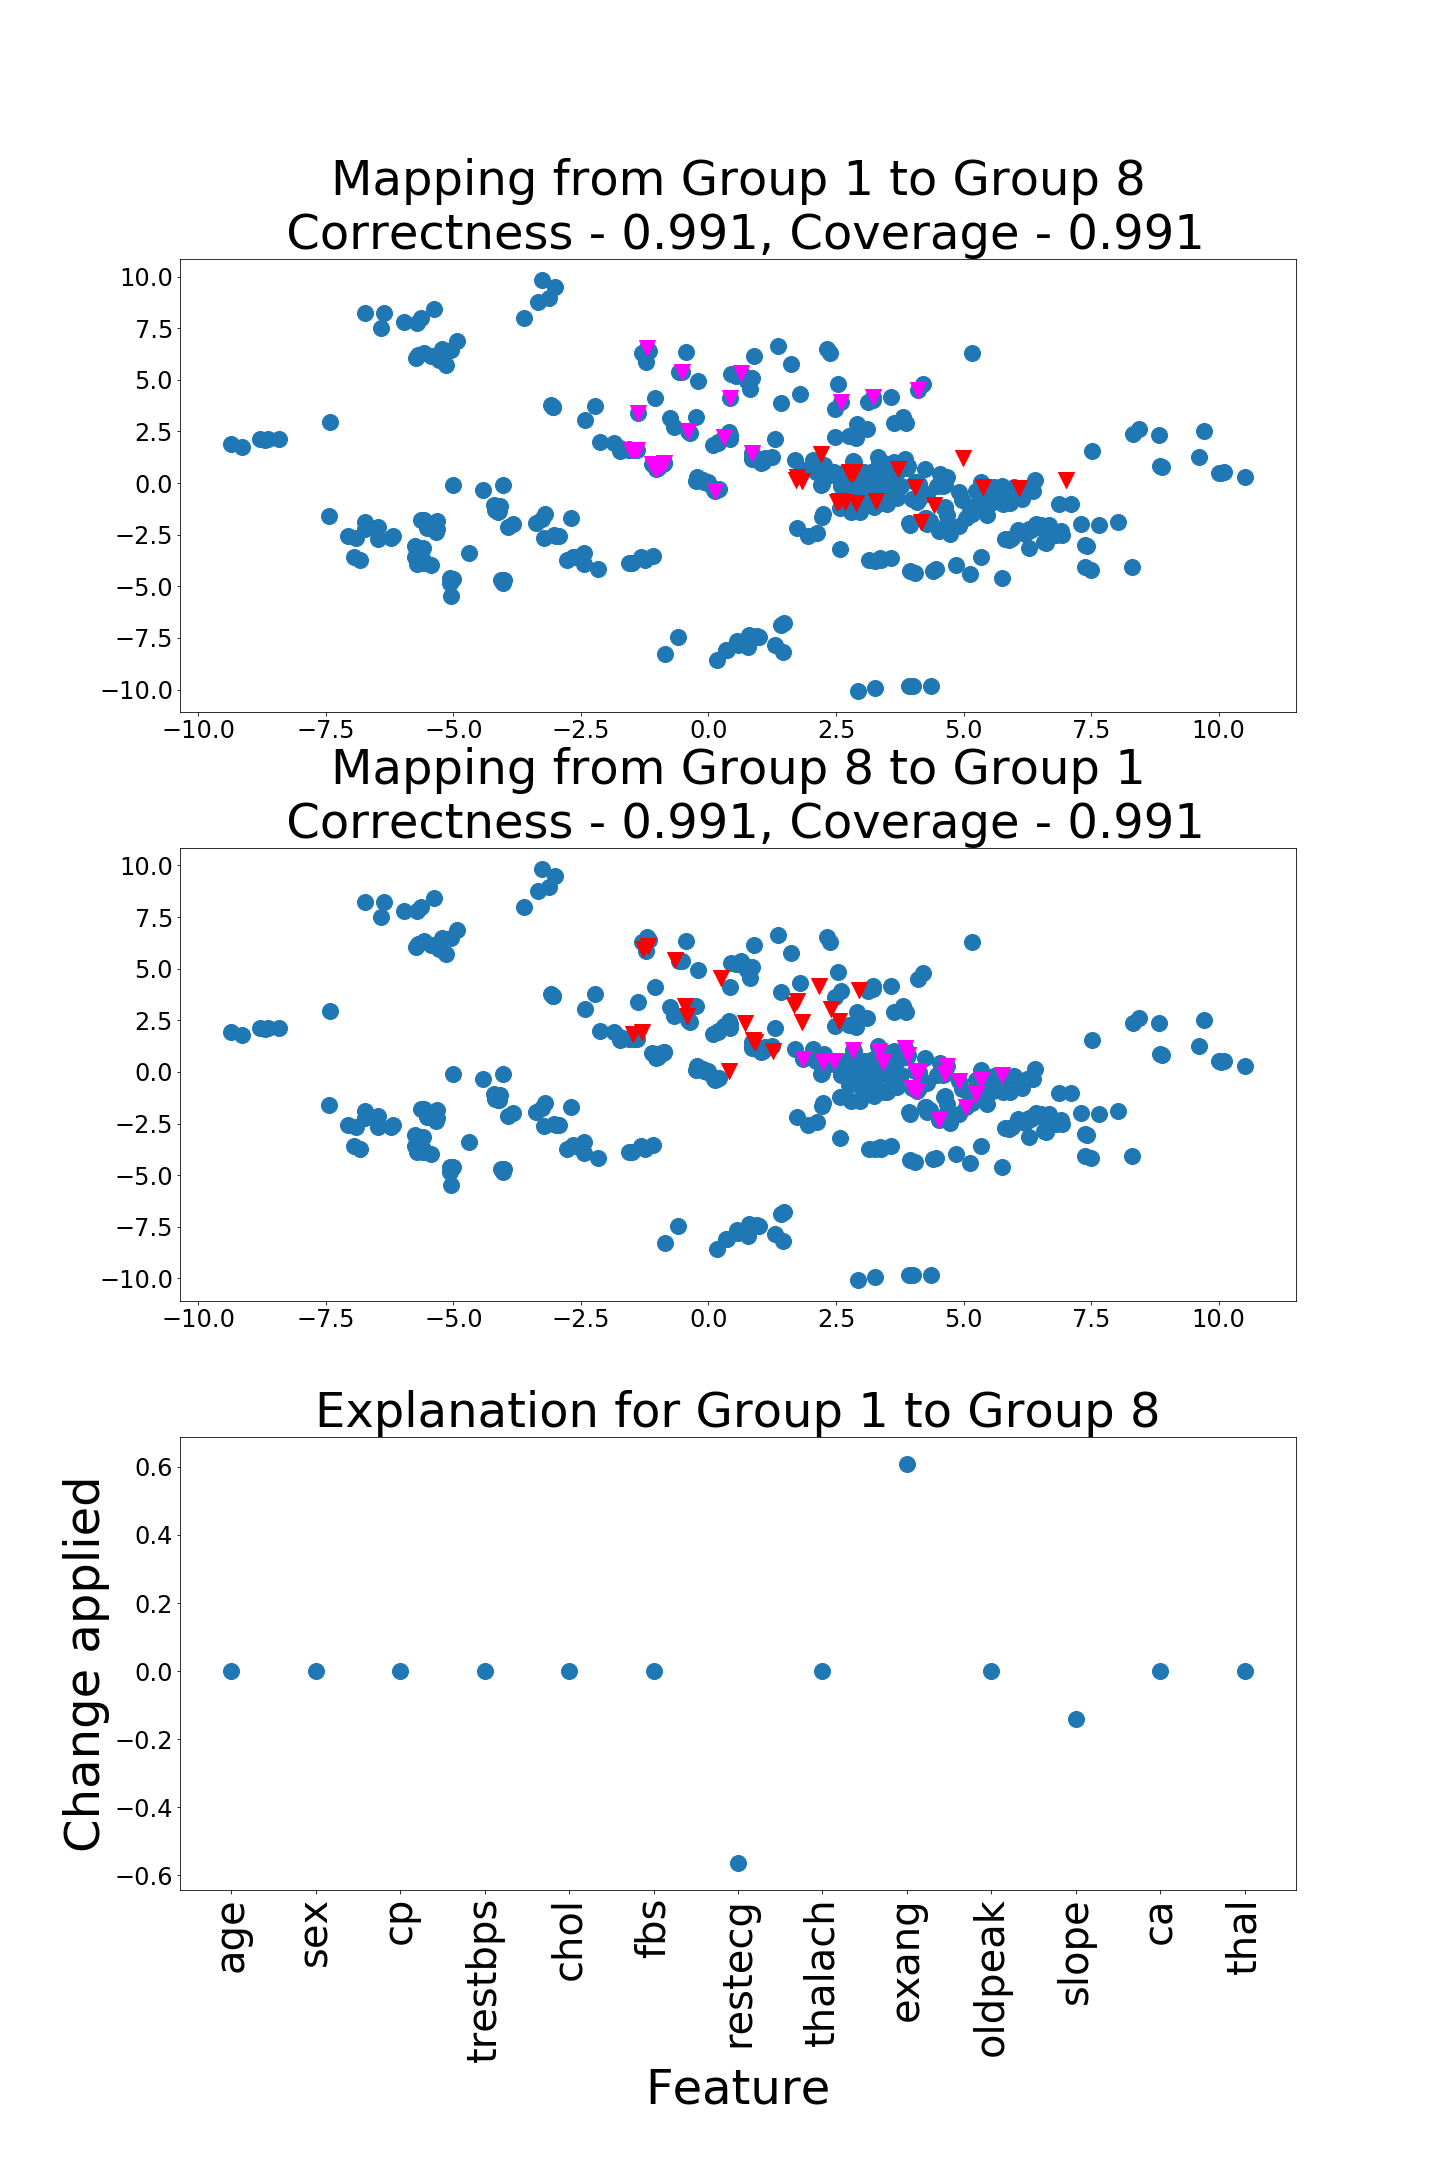 Mapping from Group 1 to Group 8
Correctness - 0.991, Coverage - 0.991
10.0
7.5
5.0
2.5
0.0
−2.5
−5.0
−7.5
−10.0
−10.0 −7.5 −5.0 −2.5 0.0 2.5 5.0 7.5 10.0
Mapping from Group 8 to Group 1
Correctness - 0.991, Coverage - 0.991
10.0
7.5
5.0
2.5
0.0
−2.5
−5.0
−7.5
−10.0
−10.0 −7.5 −5.0 −2.5 0.0 2.5 5.0 7.5 10.0
Explanation for Group 1 to Group 8
Change applied
0.6
0.4
0.2
0.0
−0.2
−0.4
−0.6
age sex cp trestbps chol fbs restecg thalach exang oldpeak slope ca thal
Feature